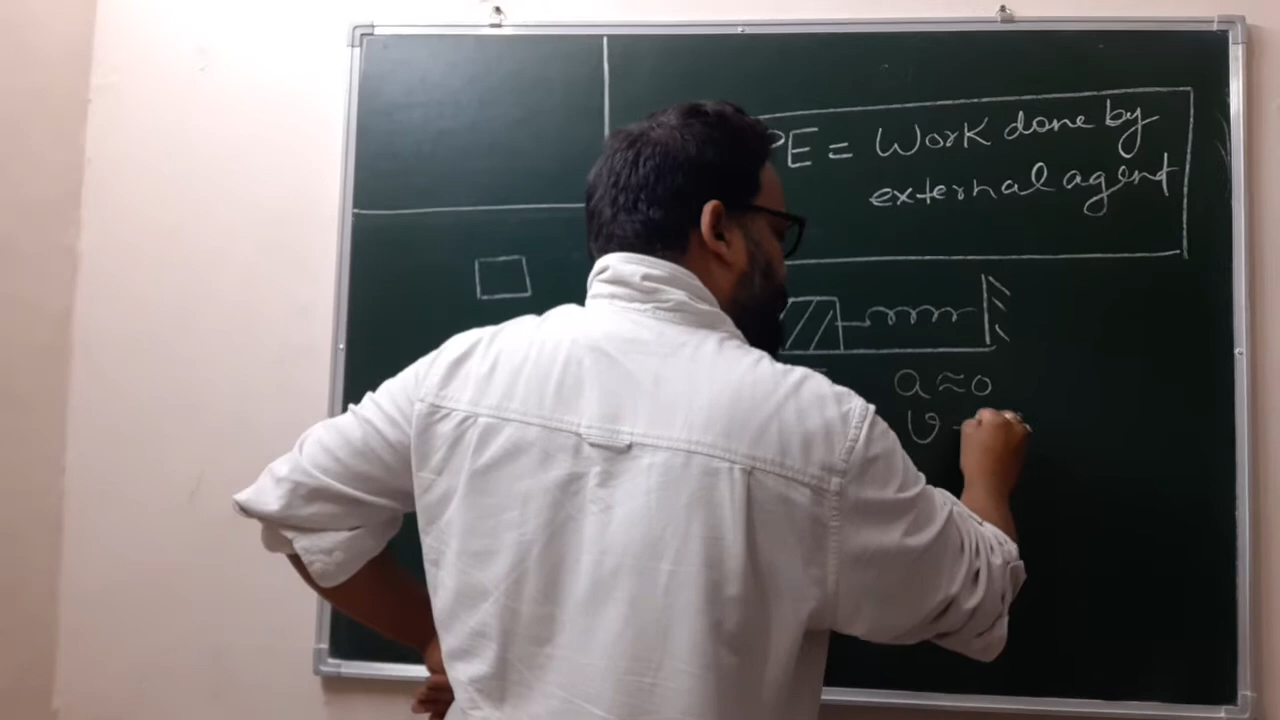 PE = Work done by
external agent
a ≈ 0
v -